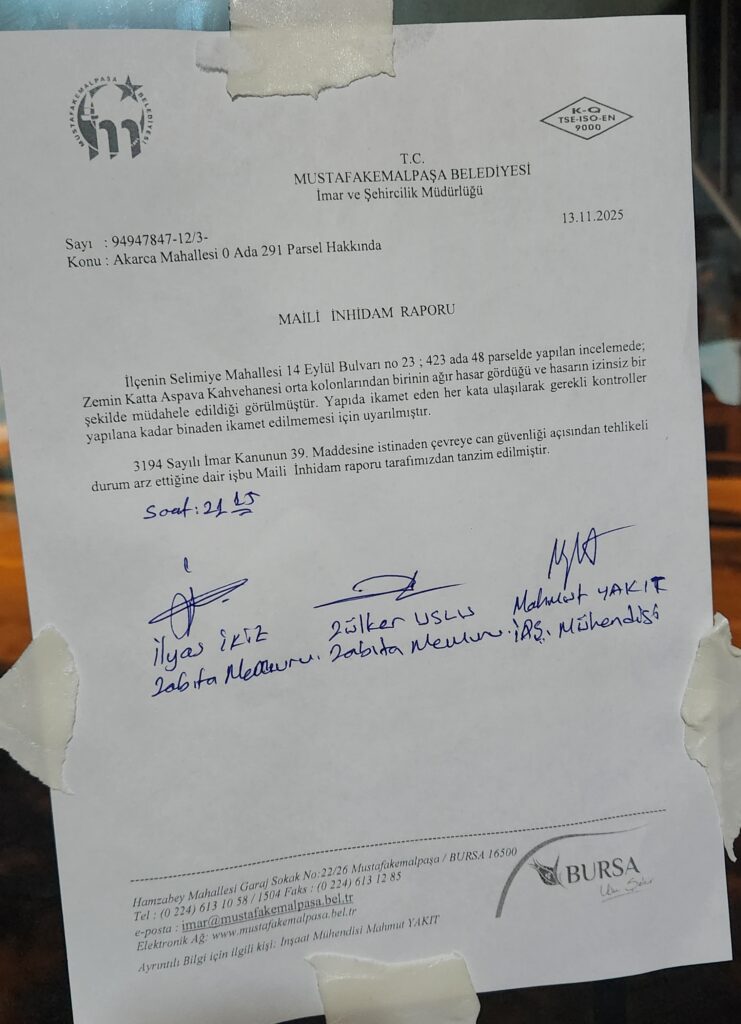 MUSTAFAKEMALPAŞA BELEDİYESİ
K-Q
TSE-ISO-EN
9000
T.C.
MUSTAFAKEMALPAŞA BELEDİYESİ
İmar ve Şehircilik Müdürlüğü
13.11.2025
Sayı : 94947847-12/3-
Konu : Akarca Mahallesi 0 Ada 291 Parsel Hakkında
MAİLİ İNHİDAM RAPORU
İlçenin Selimiye Mahallesi 14 Eylül Bulvarı no 23 ; 423 ada 48 parselde yapılan incelemede;
Zemin Katta Aspava Kahvehanesi orta kolonlarından birinin ağır hasar gördüğü ve hasarın izinsiz bir
şekilde müdahele edildiği görülmüştür. Yapıda ikamet eden her kata ulaşılarak gerekli kontroller
yapılana kadar binaden ikamet edilmemesi için uyarılmıştır.
3194 Sayılı İmar Kanunun 39. Maddesine istinaden çevreye can güvenliği açısından tehlikeli
durum arz ettiğine dair işbu Maili İnhidam raporu tarafımızdan tanzim edilmiştir.
Saat: 21 15
İlyas İKİZ Zülker USLU Mahmut YAKIT
Zabıta Memuru. Zabıta Memuru. İnş. Mühendisi
Hamzabey Mahallesi Garaj Sokak No:22/26 Mustafakemalpaşa / BURSA 16500
Tel : (0 224) 613 10 58 / 1504 Faks : (0 224) 613 12 85
e-posta : imar@mustafakemalpasa.bel.tr
Elektronik Ağ: www.mustafakemalpasa.bel.tr
Ayrıntılı Bilgi için ilgili kişi: İnşaat Mühendisi Mahmut YAKIT
BURSA